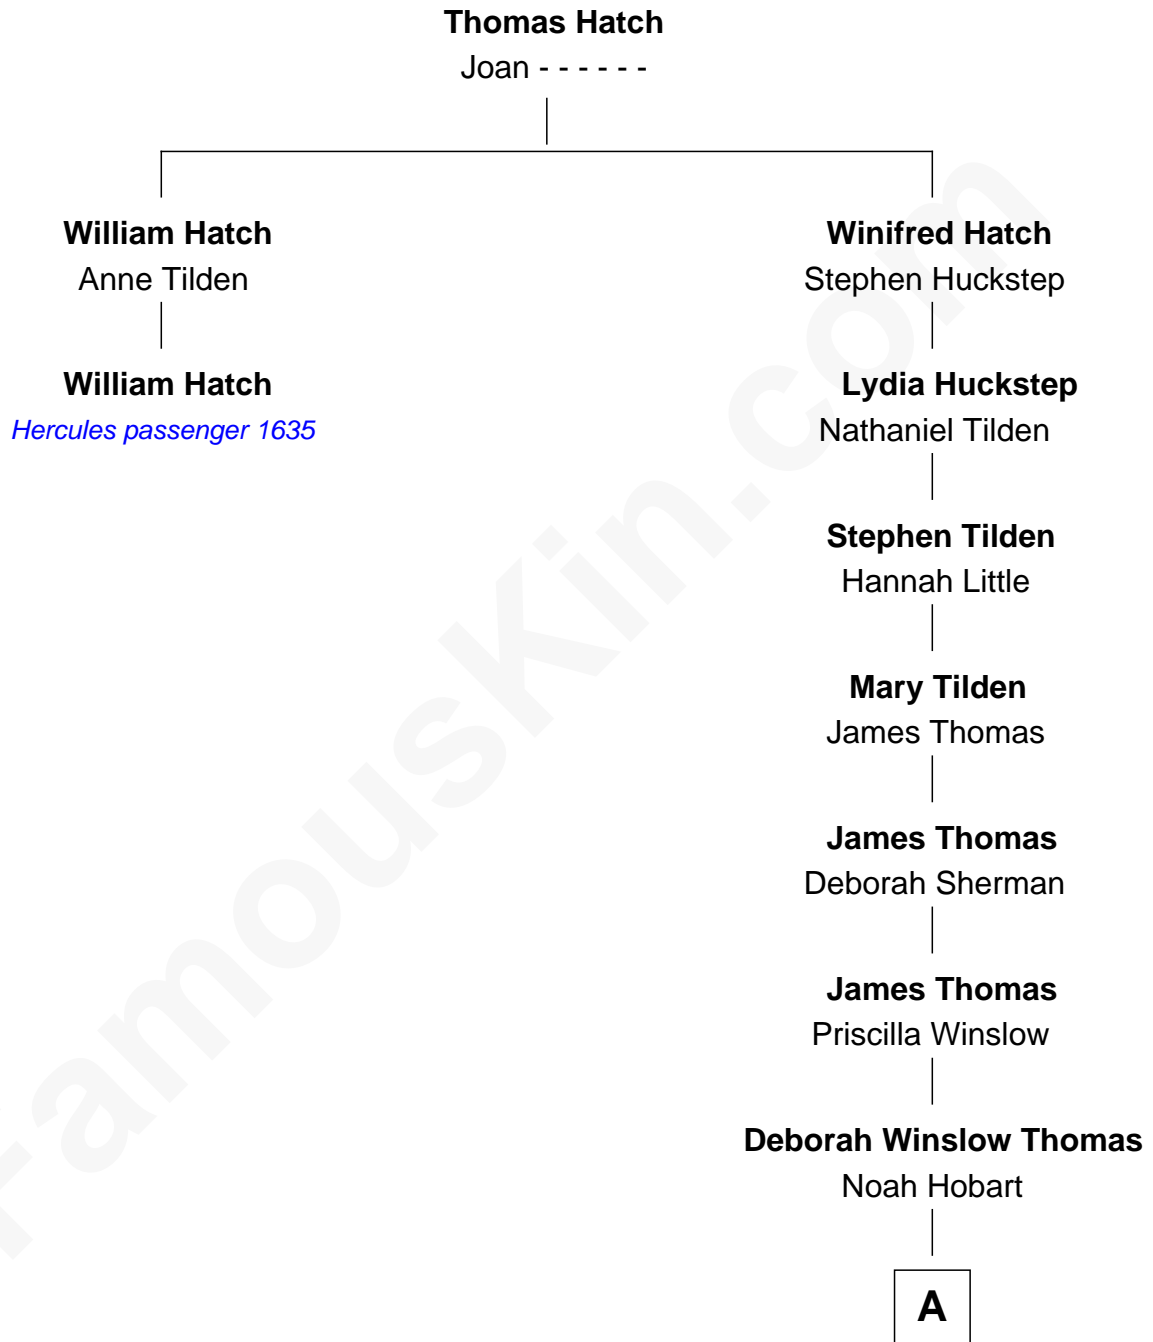 Thomas Hatch
Joan - - - - - -
William Hatch
Anne Tilden
William Hatch
Hercules passenger 1635
Winifred Hatch
Stephen Huckstep
Lydia Huckstep
Nathaniel Tilden
Stephen Tilden
Hannah Little
Mary Tilden
James Thomas
James Thomas
Deborah Sherman
James Thomas
Priscilla Winslow
Deborah Winslow Thomas
Noah Hobart
A
FamousKin.com